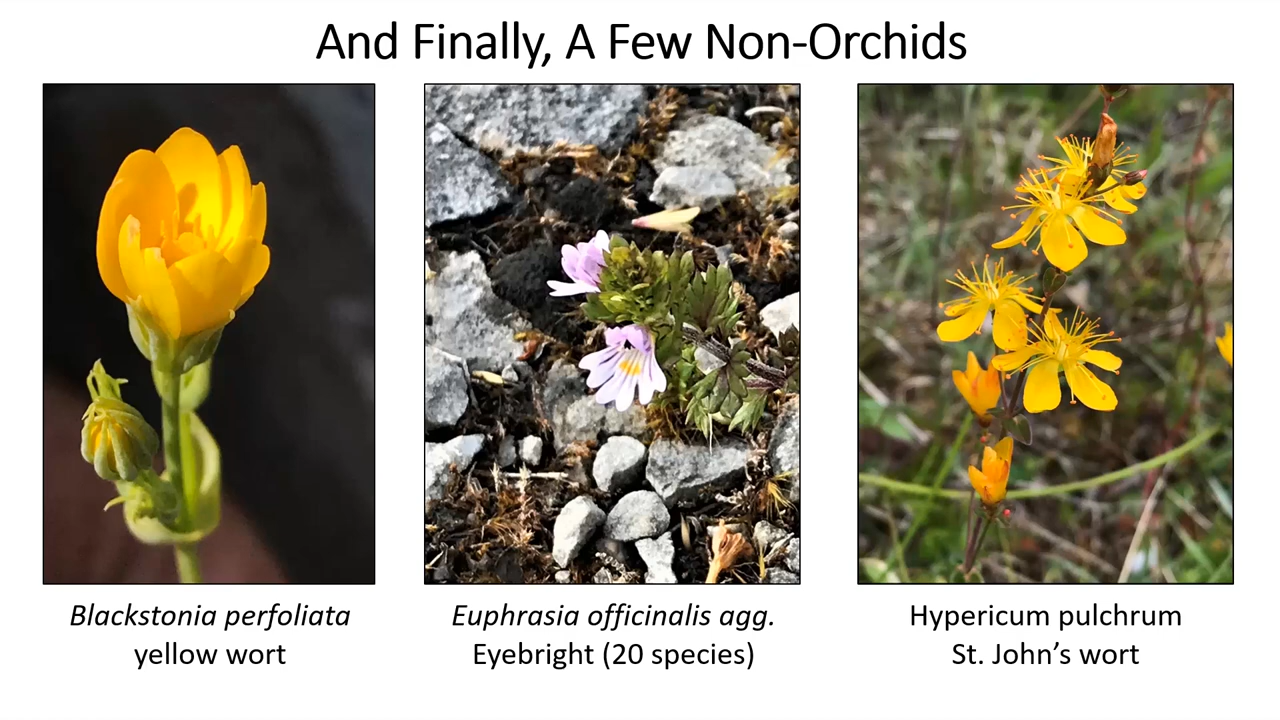 And Finally, A Few Non-Orchids
Blackstonia perfoliata
yellow wort
Euphrasia officinalis agg.
Eyebright (20 species)
Hypericum pulchrum
St. John’s wort